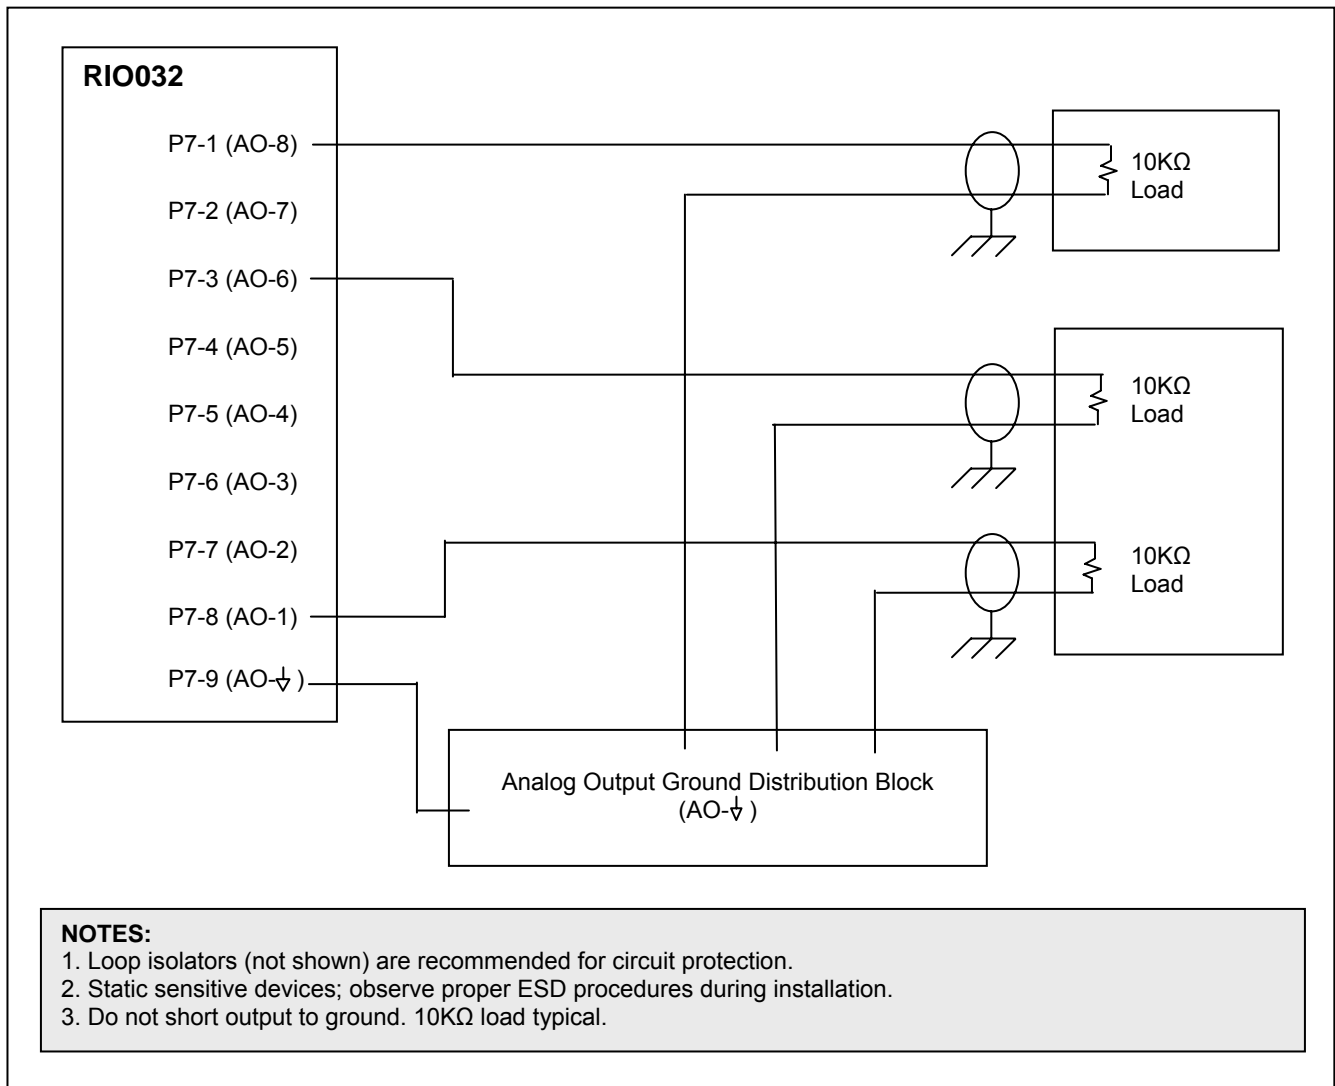 RIO032
P7-1 (AO-8)
10KΩ
Load
P7-2 (AO-7)
P7-3 (AO-6)
P7-4 (AO-5)
10KΩ
Load
P7-5 (AO-4)
P7-6 (AO-3)
P7-7 (AO-2)
10KΩ
Load
P7-8 (AO-1)
P7-9 (AO-⏚ )
Analog Output Ground Distribution Block
(AO-⏚ )
NOTES:
1. Loop isolators (not shown) are recommended for circuit protection.
2. Static sensitive devices; observe proper ESD procedures during installation.
3. Do not short output to ground. 10KΩ load typical.